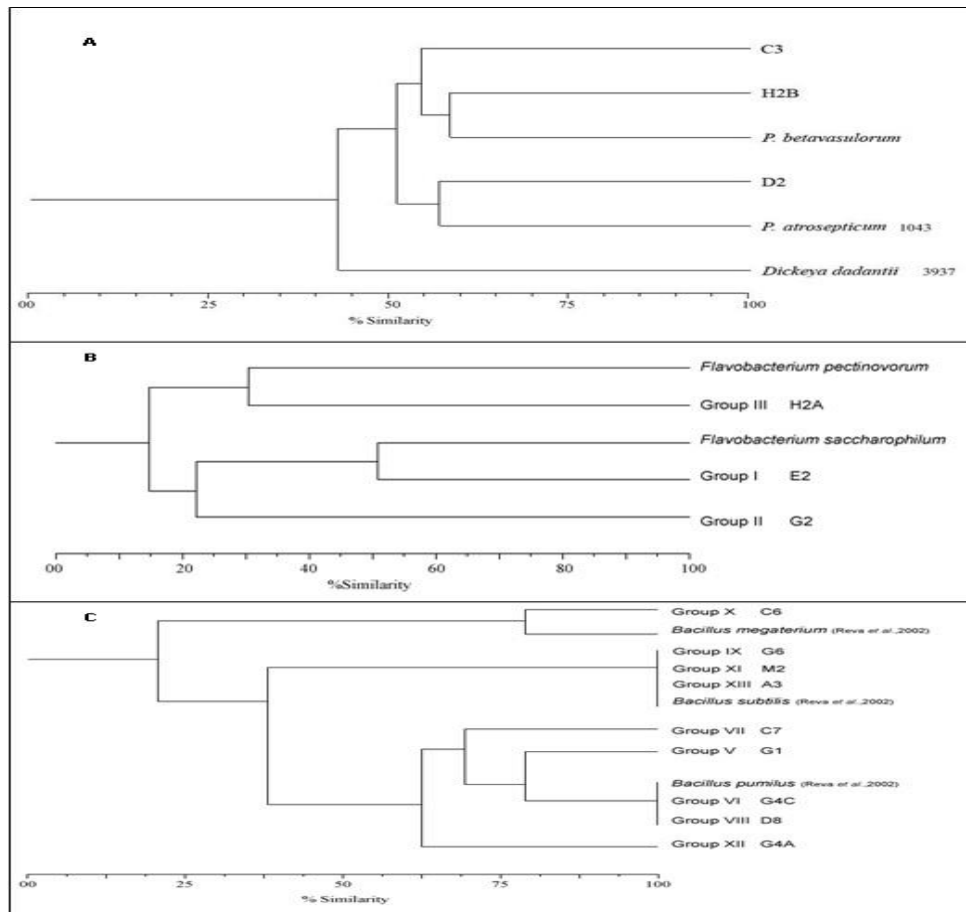 A
C3
H2B
P. betavasulorum
D2
P. atrosepticum 1043
Dickeya dadantii 3937
00 25 50 75 100
% Similarity
B
Flavobacterium pectinovorum
Group III H2A
Flavobacterium saccharophilum
Group I E2
Group II G2
00 20 40 60 80 100
%Similarity
C
Group X C6
Bacillus megaterium (Reva et al.,2002)
Group IX G6
Group XI M2
Group XIII A3
Bacillus subtilis (Reva et al.,2002)
Group VII C7
Group V G1
Bacillus pumilus (Reva et al.,2002)
Group VI G4C
Group VIII D8
Group XII G4A
00 25 50 75 100
% Similarity